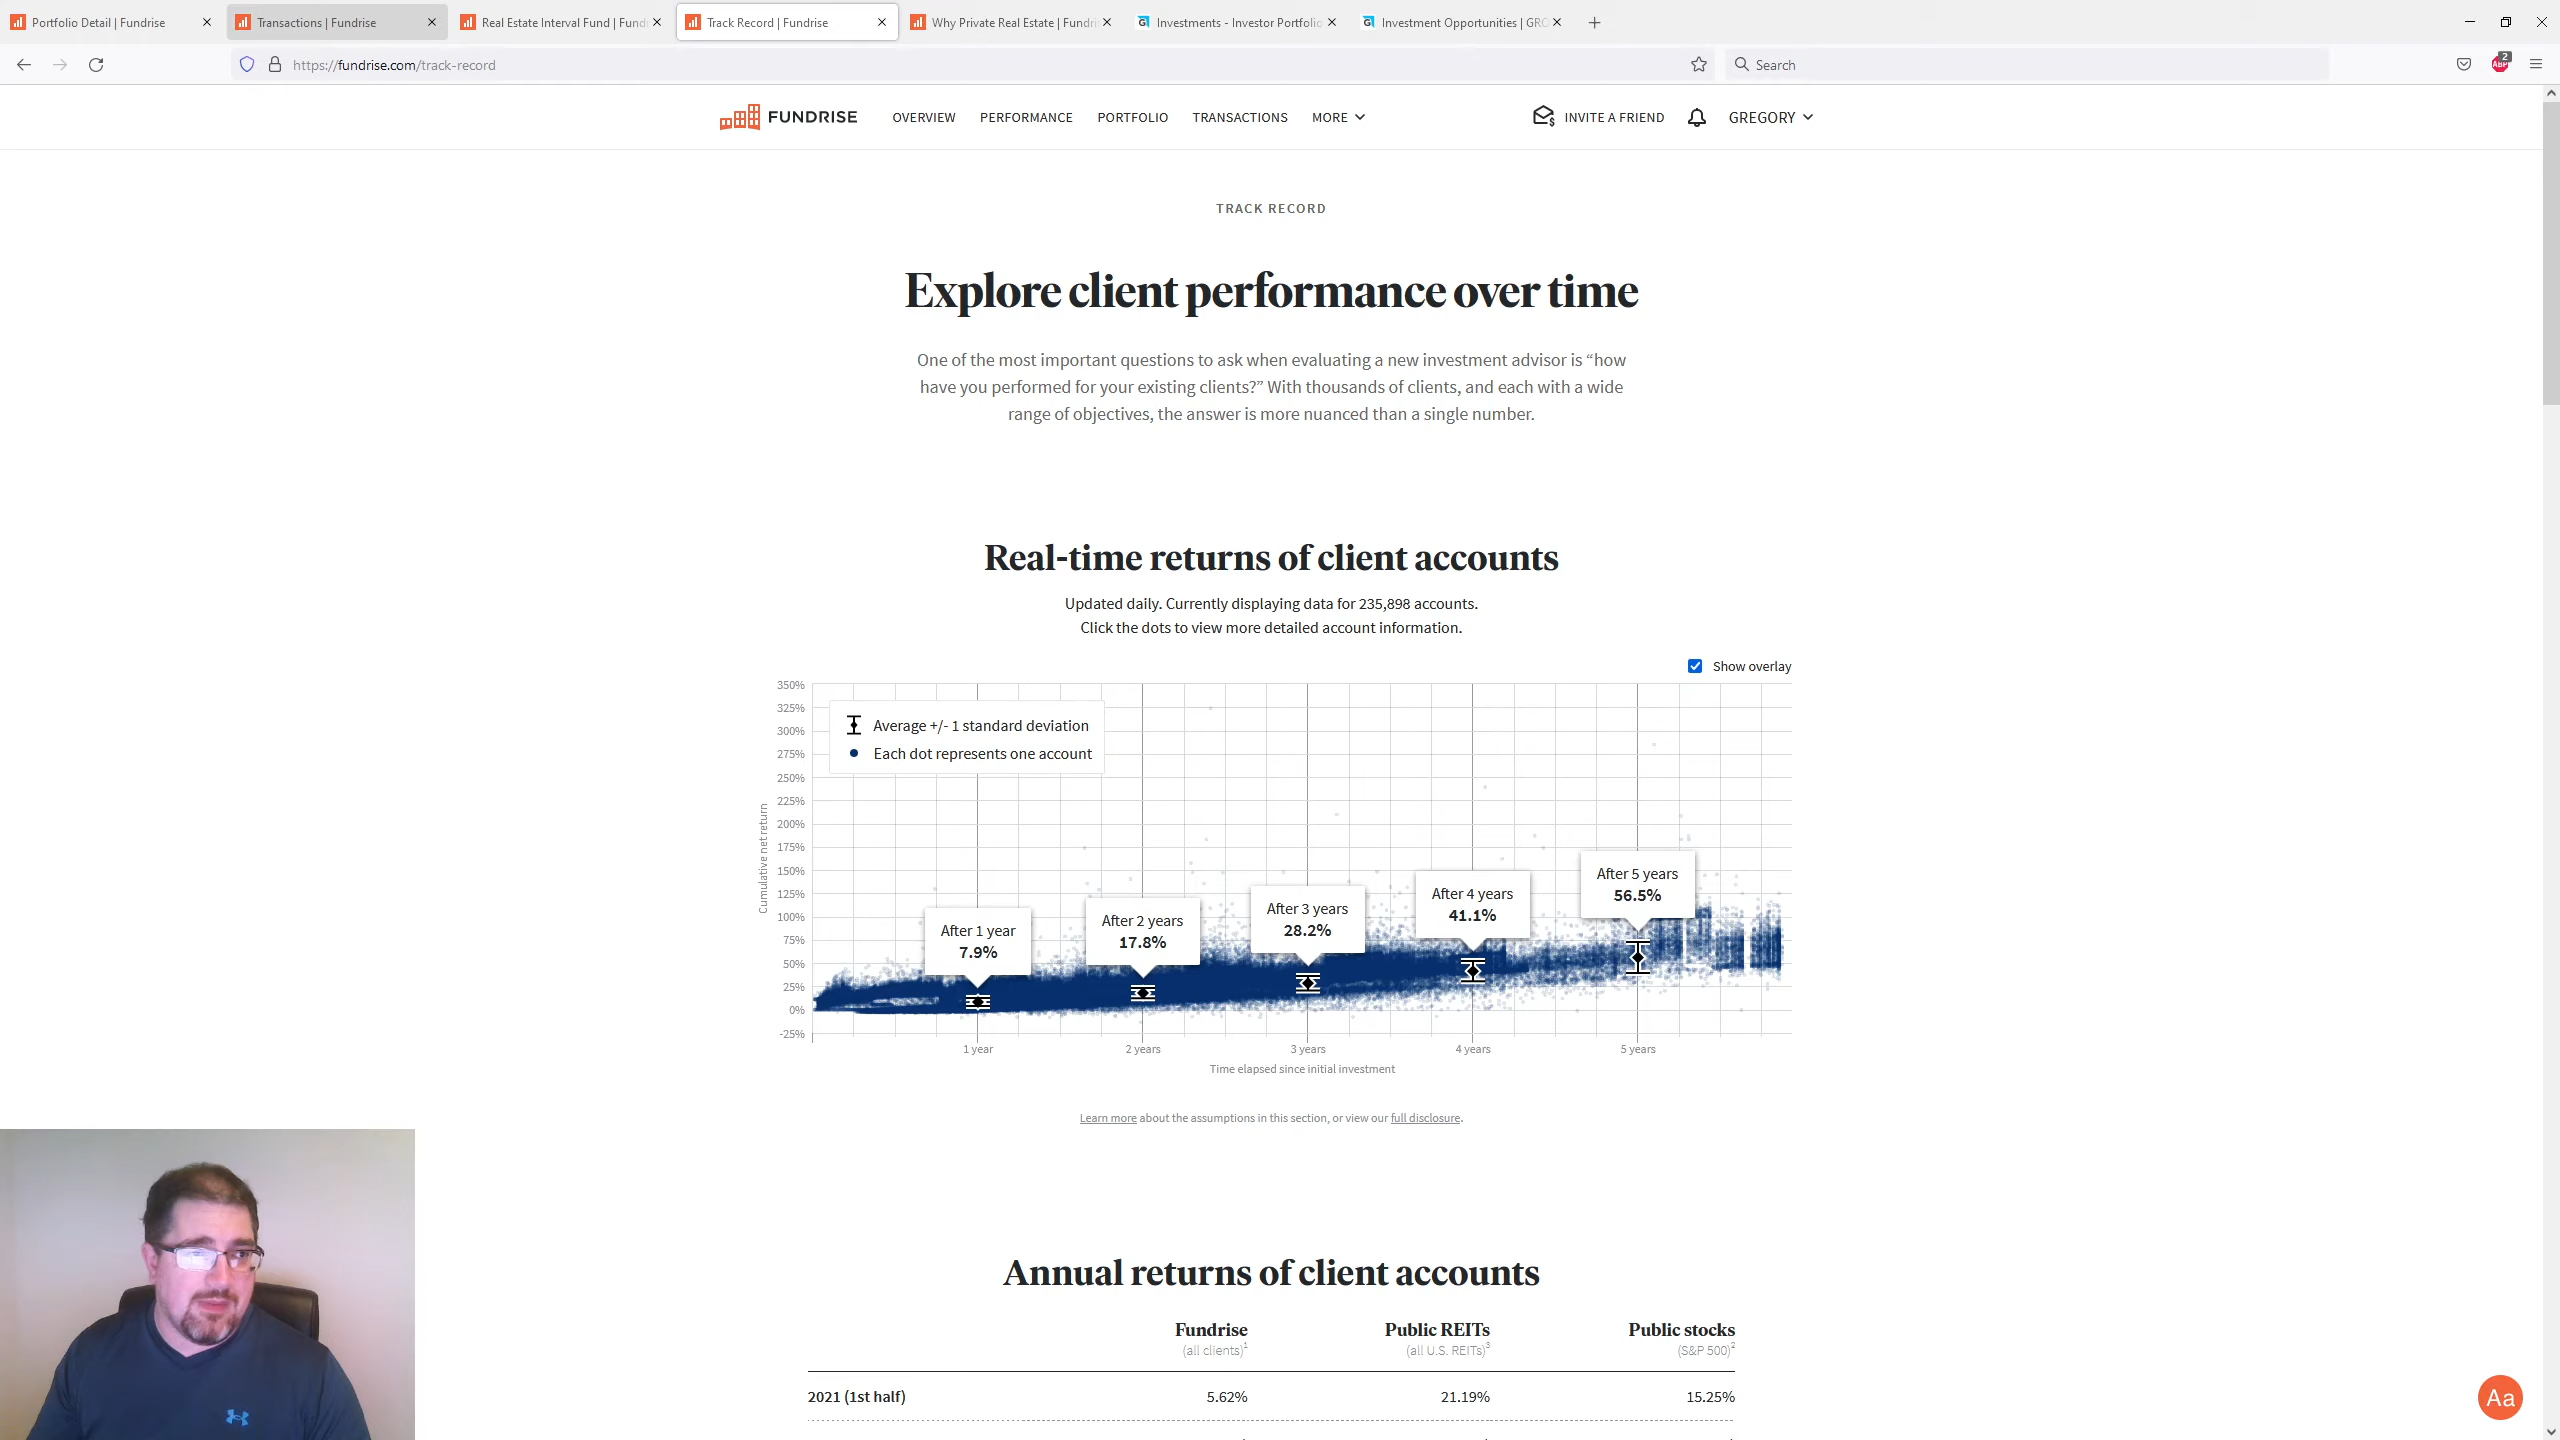 Portfolio Detail | Fundrise
Transactions | Fundrise
Real Estate Interval Fund | Fund
Track Record | Fundrise
Why Private Real Estate | Fundri
Investments - Investor Portfolio
Investment Opportunities | GRO
https://fundrise.com/track-record
Search
ABP
2
FUNDRISE
OVERVIEW
PERFORMANCE
PORTFOLIO
TRANSACTIONS
MORE
INVITE A FRIEND
GREGORY
TRACK RECORD
Explore client performance over time
One of the most important questions to ask when evaluating a new investment advisor is “how
have you performed for your existing clients?” With thousands of clients, and each with a wide
range of objectives, the answer is more nuanced than a single number.
Real-time returns of client accounts
Updated daily. Currently displaying data for 235,898 accounts.
Click the dots to view more detailed account information.
Show overlay
350%
325%
300%
275%
250%
225%
200%
175%
150%
125%
100%
75%
50%
25%
0%
-25%
Cumulative net return
Average +/- 1 standard deviation
Each dot represents one account
After 1 year
7.9%
After 2 years
17.8%
After 3 years
28.2%
After 4 years
41.1%
After 5 years
56.5%
1 year
2 years
3 years
4 years
5 years
Time elapsed since initial investment
Learn more about the assumptions in this section, or view our full disclosure.
Annual returns of client accounts
Fundrise
(all clients)1
Public REITs
(all U.S. REITs)3
Public stocks
(S&P 500)2
2021 (1st half) 5.62% 21.19% 15.25%
Aa